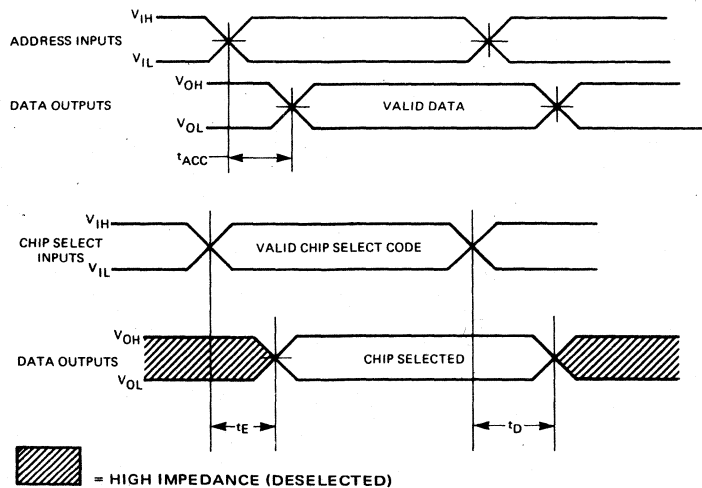 VIH
ADDRESS INPUTS
VIL
VOH
DATA OUTPUTS
VALID DATA
VOL
tACC
VIH
CHIP SELECT
INPUTS
VALID CHIP SELECT CODE
VIL
VOH
DATA OUTPUTS
CHIP SELECTED
VOL
tE
tD
= HIGH IMPEDANCE (DESELECTED)